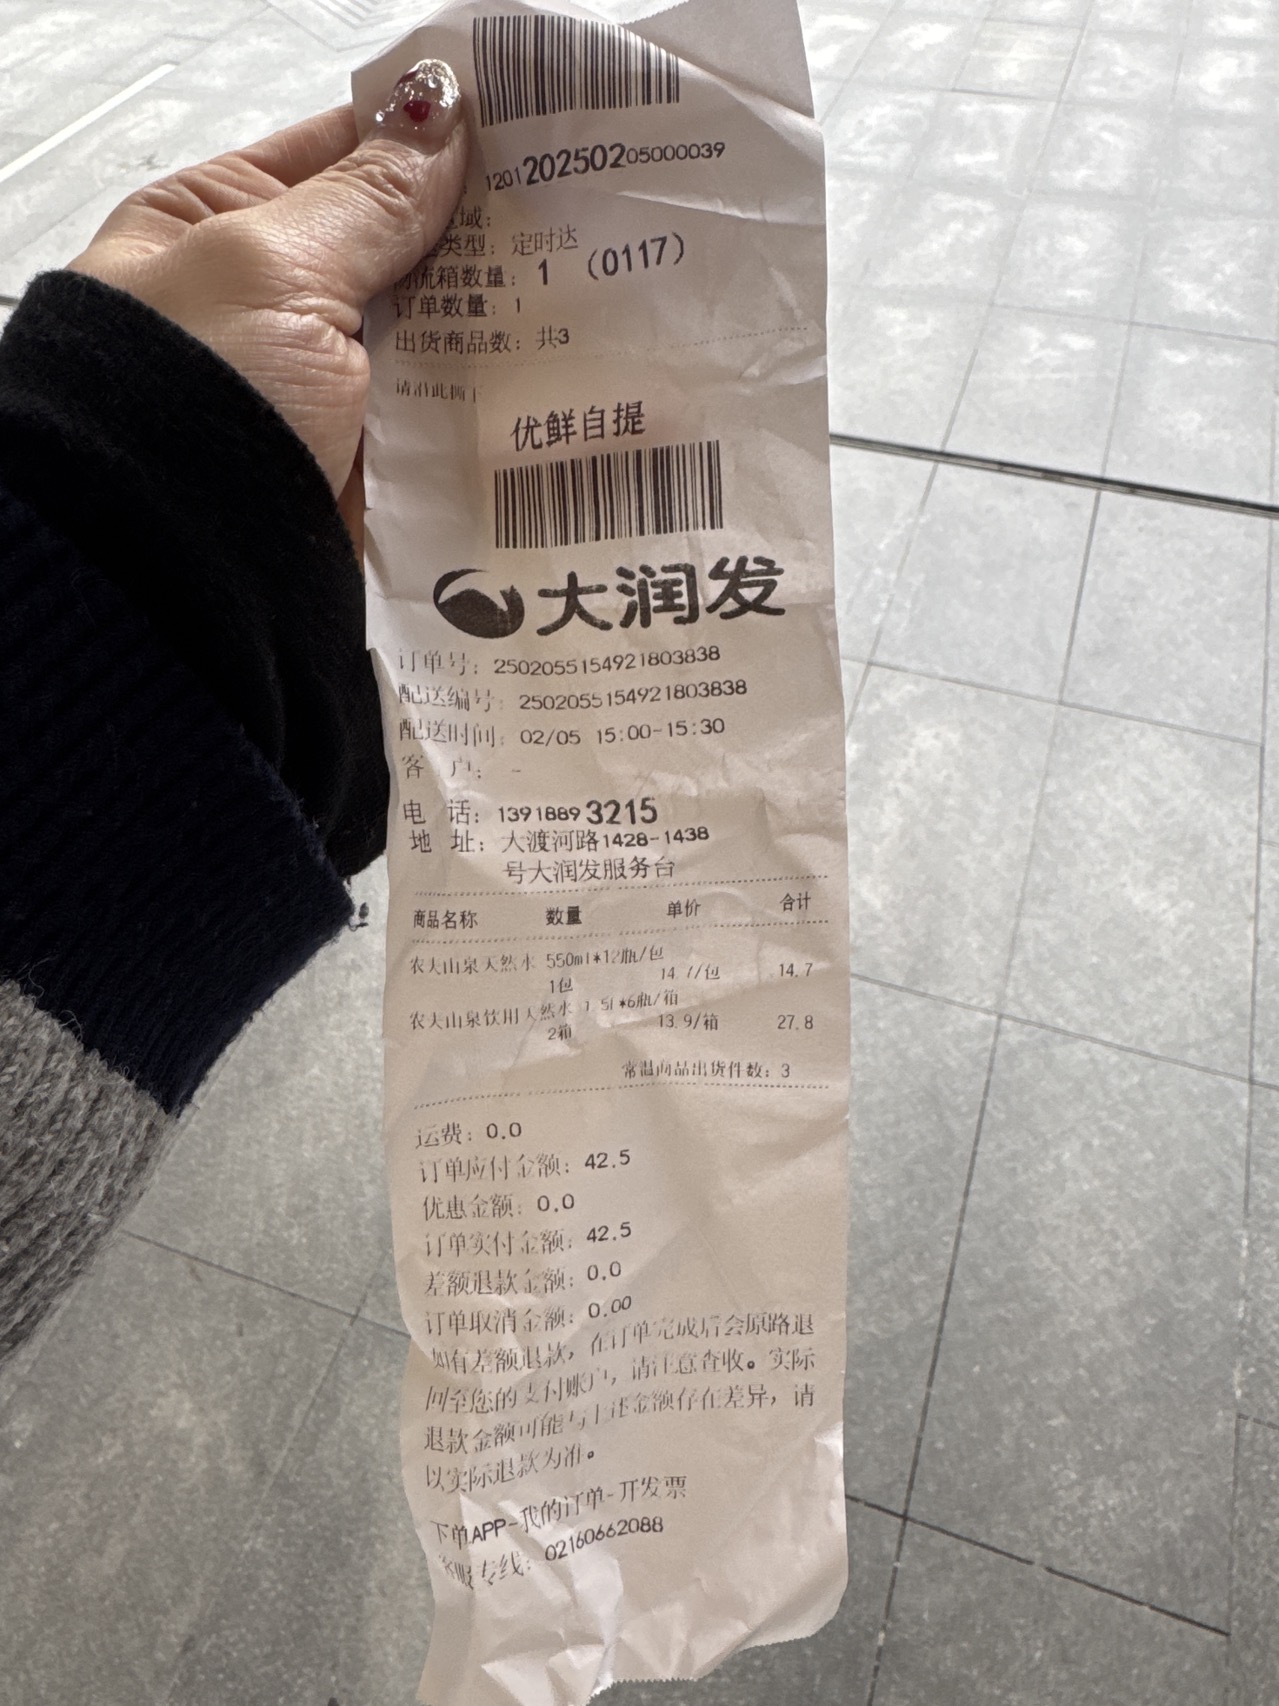 120120250205000039
域：
类型：定时达
物流箱数量：1 （0117）
订单数量：1
出货商品数：共3
请沿此撕下
优鲜自提
大润发
订单号：2502055154921803838
配送编号：2502055154921803838
配送时间：02/05 15:00-15:30
客 户：-
电 话：13918893215
地 址：大渡河路1428-1438
号大润发服务台
商品名称 数量 单价 合计
农夫山泉天然水 550ml*12瓶/包
1包 14.7/包 14.7
农夫山泉饮用天然水 1.5l*6瓶/箱
2箱 13.9/箱 27.8
常温商品出货件数：3
运费：0.0
订单应付金额：42.5
优惠金额：0.0
订单实付金额：42.5
差额退款金额：0.0
订单取消金额：0.00
如有差额退款，在订单完成后会原路退
回至您的支付账户，请注意查收。实际
退款金额可能与上述金额存在差异，请
以实际退款为准。
下单APP-我的订单-开发票
客服专线：02160662088